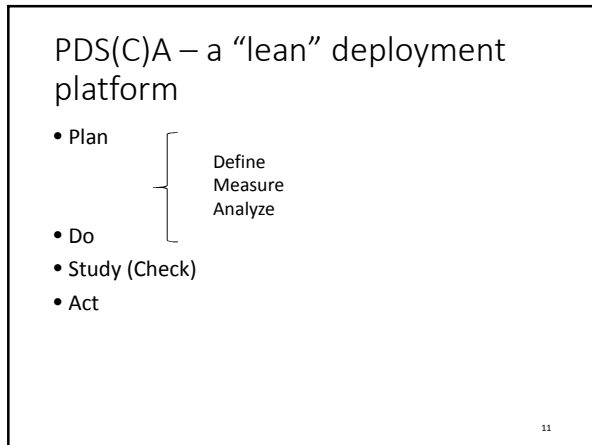 PDS(C)A – a “lean” deployment
platform
• Plan
Define
Measure
Analyze
• Do
• Study (Check)
• Act
11